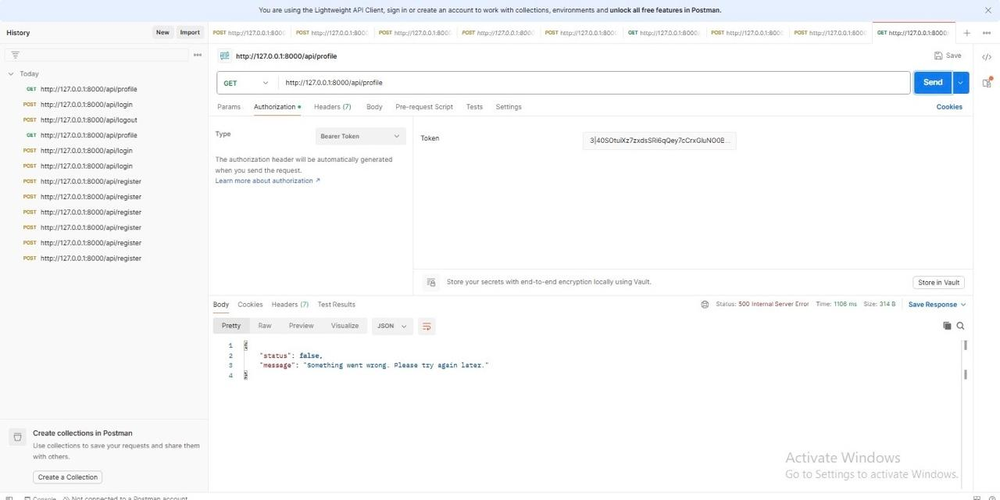 You are using the Lightweight API Client, sign in or create an account to work with collections, environments and unlock all free features in Postman.
History
New
Import
POST http://127.0.0.1:8000
POST http://127.0.0.1:8000
POST http://127.0.0.1:8000
POST http://127.0.0.1:8000
POST http://127.0.0.1:8000
GET http://127.0.0.1:8000
POST http://127.0.0.1:8000
POST http://127.0.0.1:8000
GET http://127.0.0.1:8000
Today
GET http://127.0.0.1:8000/api/profile
POST http://127.0.0.1:8000/api/login
POST http://127.0.0.1:8000/api/logout
GET http://127.0.0.1:8000/api/profile
POST http://127.0.0.1:8000/api/login
POST http://127.0.0.1:8000/api/login
POST http://127.0.0.1:8000/api/register
POST http://127.0.0.1:8000/api/register
POST http://127.0.0.1:8000/api/register
POST http://127.0.0.1:8000/api/register
POST http://127.0.0.1:8000/api/register
POST http://127.0.0.1:8000/api/register
Create collections in Postman
Use collections to save your requests and share them
with others.
Create a Collection
HTTP http://127.0.0.1:8000/api/profile
Save
GET http://127.0.0.1:8000/api/profile
Send
Params Authorization Headers (7) Body Pre-request Script Tests Settings Cookies
Type Bearer Token
The authorization header will be automatically generated
when you send the request.
Learn more about authorization
Token
Store your secrets with end-to-end encryption locally using Vault.
Store in Vault
Body Cookies Headers (7) Test Results
Status: 500 Internal Server Error Time: 1106 ms Size: 314 B Save Response
Pretty Raw Preview Visualize JSON
1 {
2 "status": false,
3 "message": "Something went wrong. Please try again later."
4 }
Activate Windows
Go to Settings to activate Windows.
Console Not connected to a Postman account